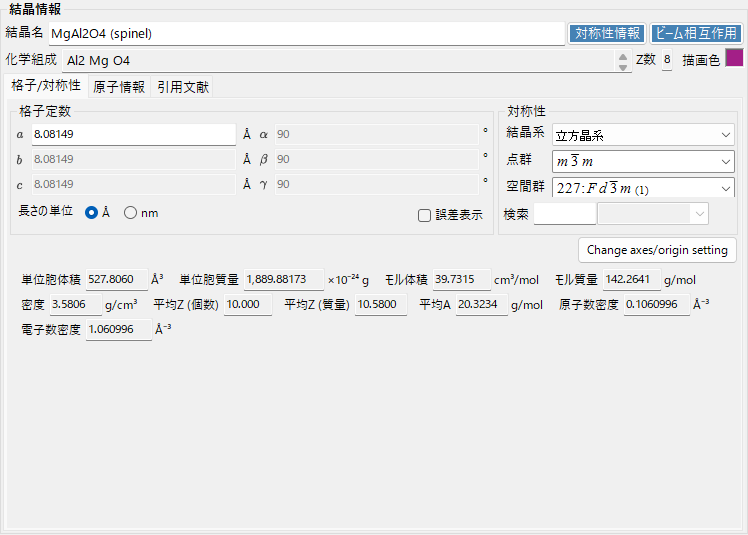 結晶情報
結晶名 MgAl2O4 (spinel) 対称性情報 ビーム相互作用
化学組成 Al2 Mg O4 Z数 8 描画色
格子/対称性 原子情報 引用文献
格子定数
a 8.08149 Å α 90 °
b 8.08149 Å β 90 °
c 8.08149 Å γ 90 °
長さの単位 Å nm 誤差表示
対称性
結晶系 立方晶系
点群 m 3̅ m
空間群 227: F d 3̅ m (1)
検索
Change axes/origin setting
単位胞体積 527.8060 Å³ 単位胞質量 1,889.88173 ×10⁻²⁴ g モル体積 39.7315 cm³/mol モル質量 142.2641 g/mol
密度 3.5806 g/cm³ 平均Z (個数) 10.000 平均Z (質量) 10.5800 平均A 20.3234 g/mol 原子数密度 0.1060996 Å⁻³
電子数密度 1.060996 Å⁻³